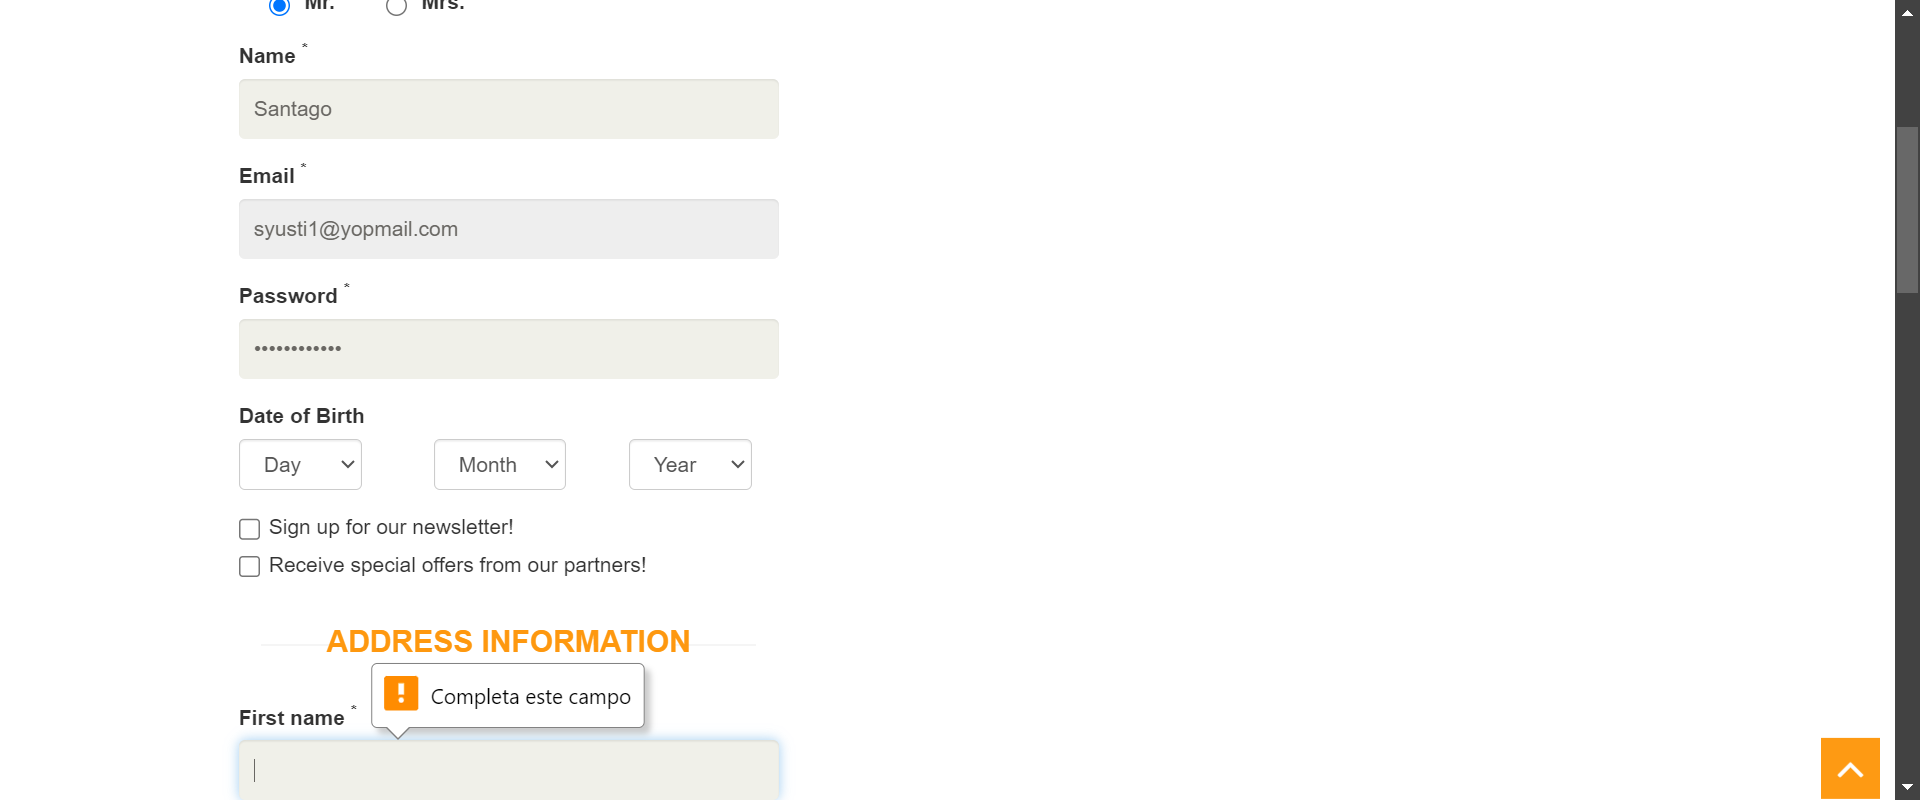 Mr. Mrs.
Name *
Santago
Email *
syusti1@yopmail.com
Password *
••••••••••••
Date of Birth
Day Month Year
Sign up for our newsletter!
Receive special offers from our partners!
ADDRESS INFORMATION
Completa este campo
First name *